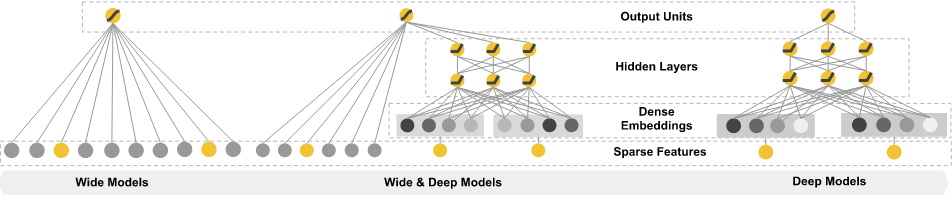 Output Units
Hidden Layers
Dense
Embeddings
Sparse Features
Wide Models
Wide & Deep Models
Deep Models